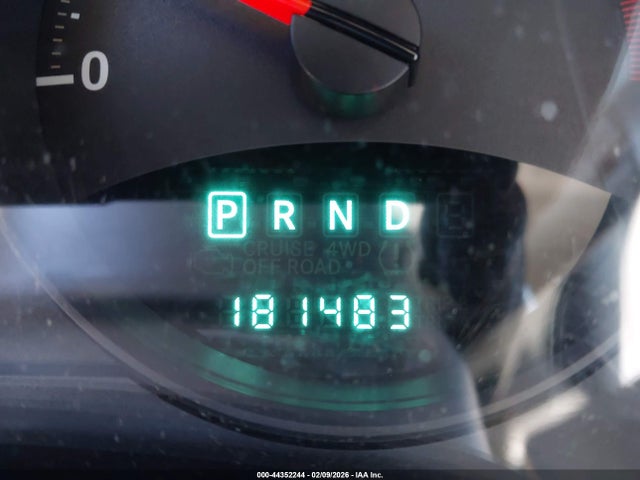 0
P R N D E
CRUISE 4WD
OFF ROAD
181483
000-44352244 - 02/09/2026 - IAA Inc.